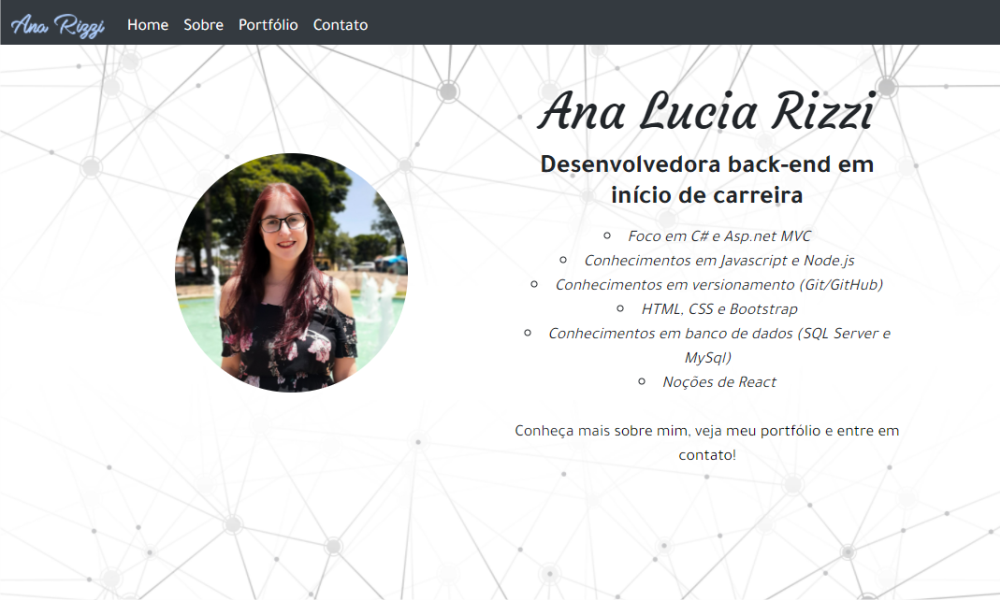 Ana Rizzi Home Sobre Portfólio Contato
Ana Lucia Rizzi
Desenvolvedora back-end em
início de carreira
Foco em C# e Asp.net MVC
Conhecimentos em Javascript e Node.js
Conhecimentos em versionamento (Git/GitHub)
HTML, CSS e Bootstrap
Conhecimentos em banco de dados (SQL Server e
MySql)
Noções de React
Conheça mais sobre mim, veja meu portfólio e entre em
contato!